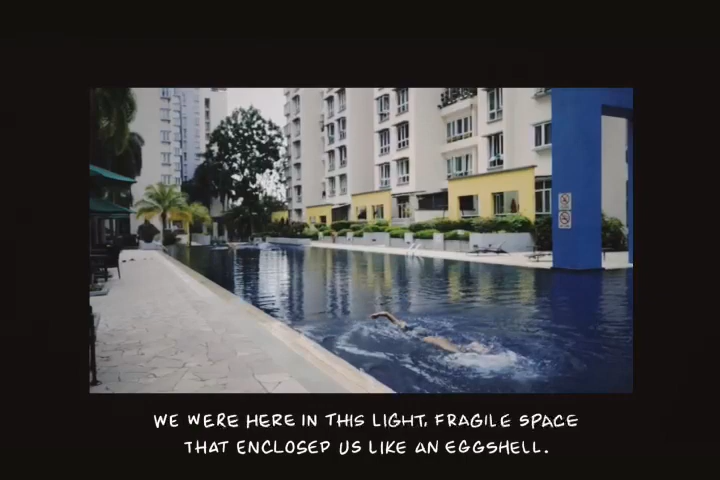 WE WERE HERE IN THIS LIGHT, FRAGILE SPACE
THAT ENCLOSED US LIKE AN EGGSHELL.